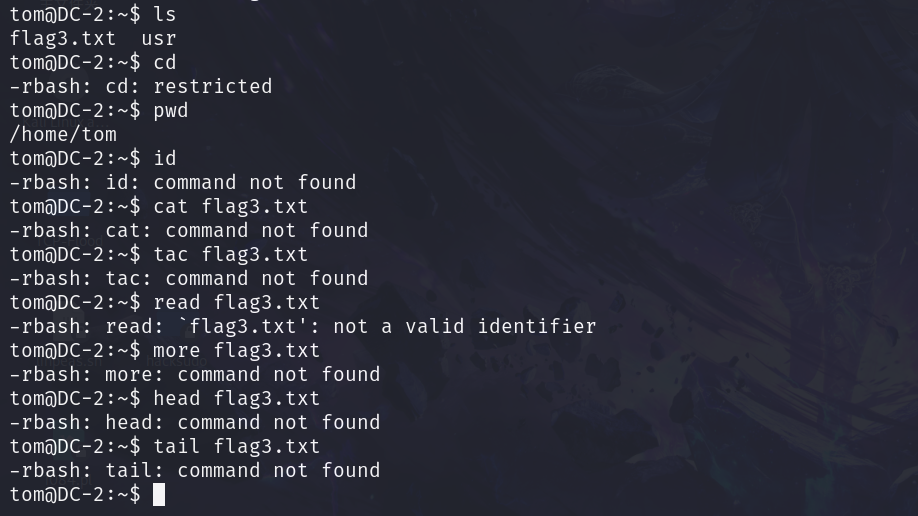 tom@DC-2:~$ ls
flag3.txt  usr
tom@DC-2:~$ cd
-rbash: cd: restricted
tom@DC-2:~$ pwd
/home/tom
tom@DC-2:~$ id
-rbash: id: command not found
tom@DC-2:~$ cat flag3.txt
-rbash: cat: command not found
tom@DC-2:~$ tac flag3.txt
-rbash: tac: command not found
tom@DC-2:~$ read flag3.txt
-rbash: read: `flag3.txt': not a valid identifier
tom@DC-2:~$ more flag3.txt
-rbash: more: command not found
tom@DC-2:~$ head flag3.txt
-rbash: head: command not found
tom@DC-2:~$ tail flag3.txt
-rbash: tail: command not found
tom@DC-2:~$